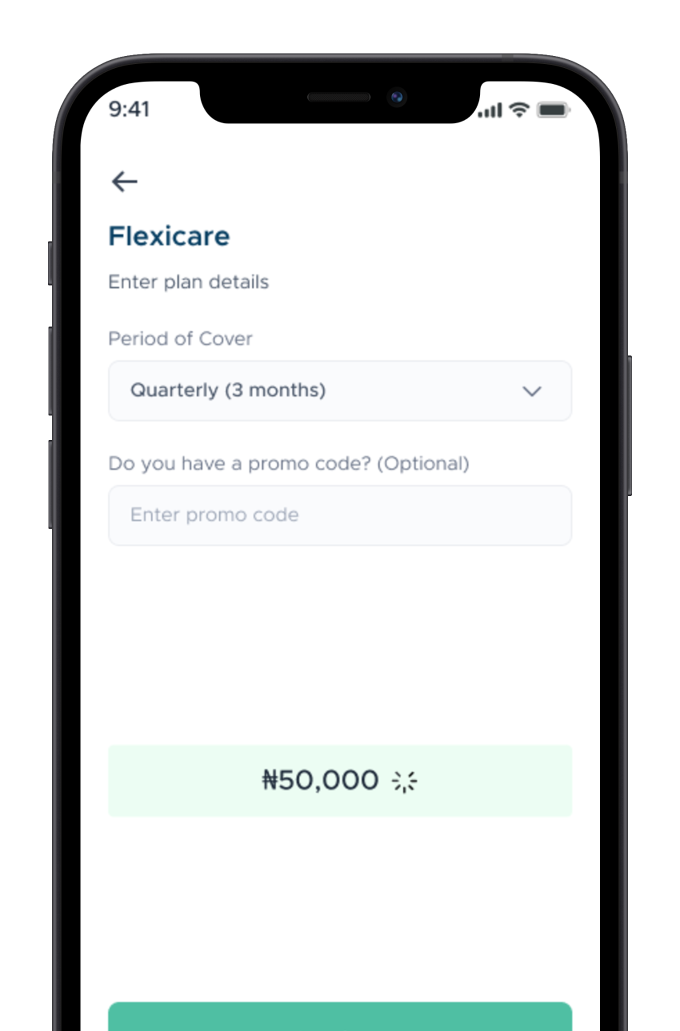 9:41
Flexicare
Enter plan details
Period of Cover
Quarterly (3 months)
Do you have a promo code? (Optional)
Enter promo code
₦50,000